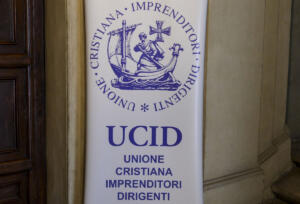 UNIONE · CRISTIANA · IMPRENDITORI · DIRIGENTI ·
UCID
UNIONE
CRISTIANA
IMPRENDITORI
DIRIGENTI